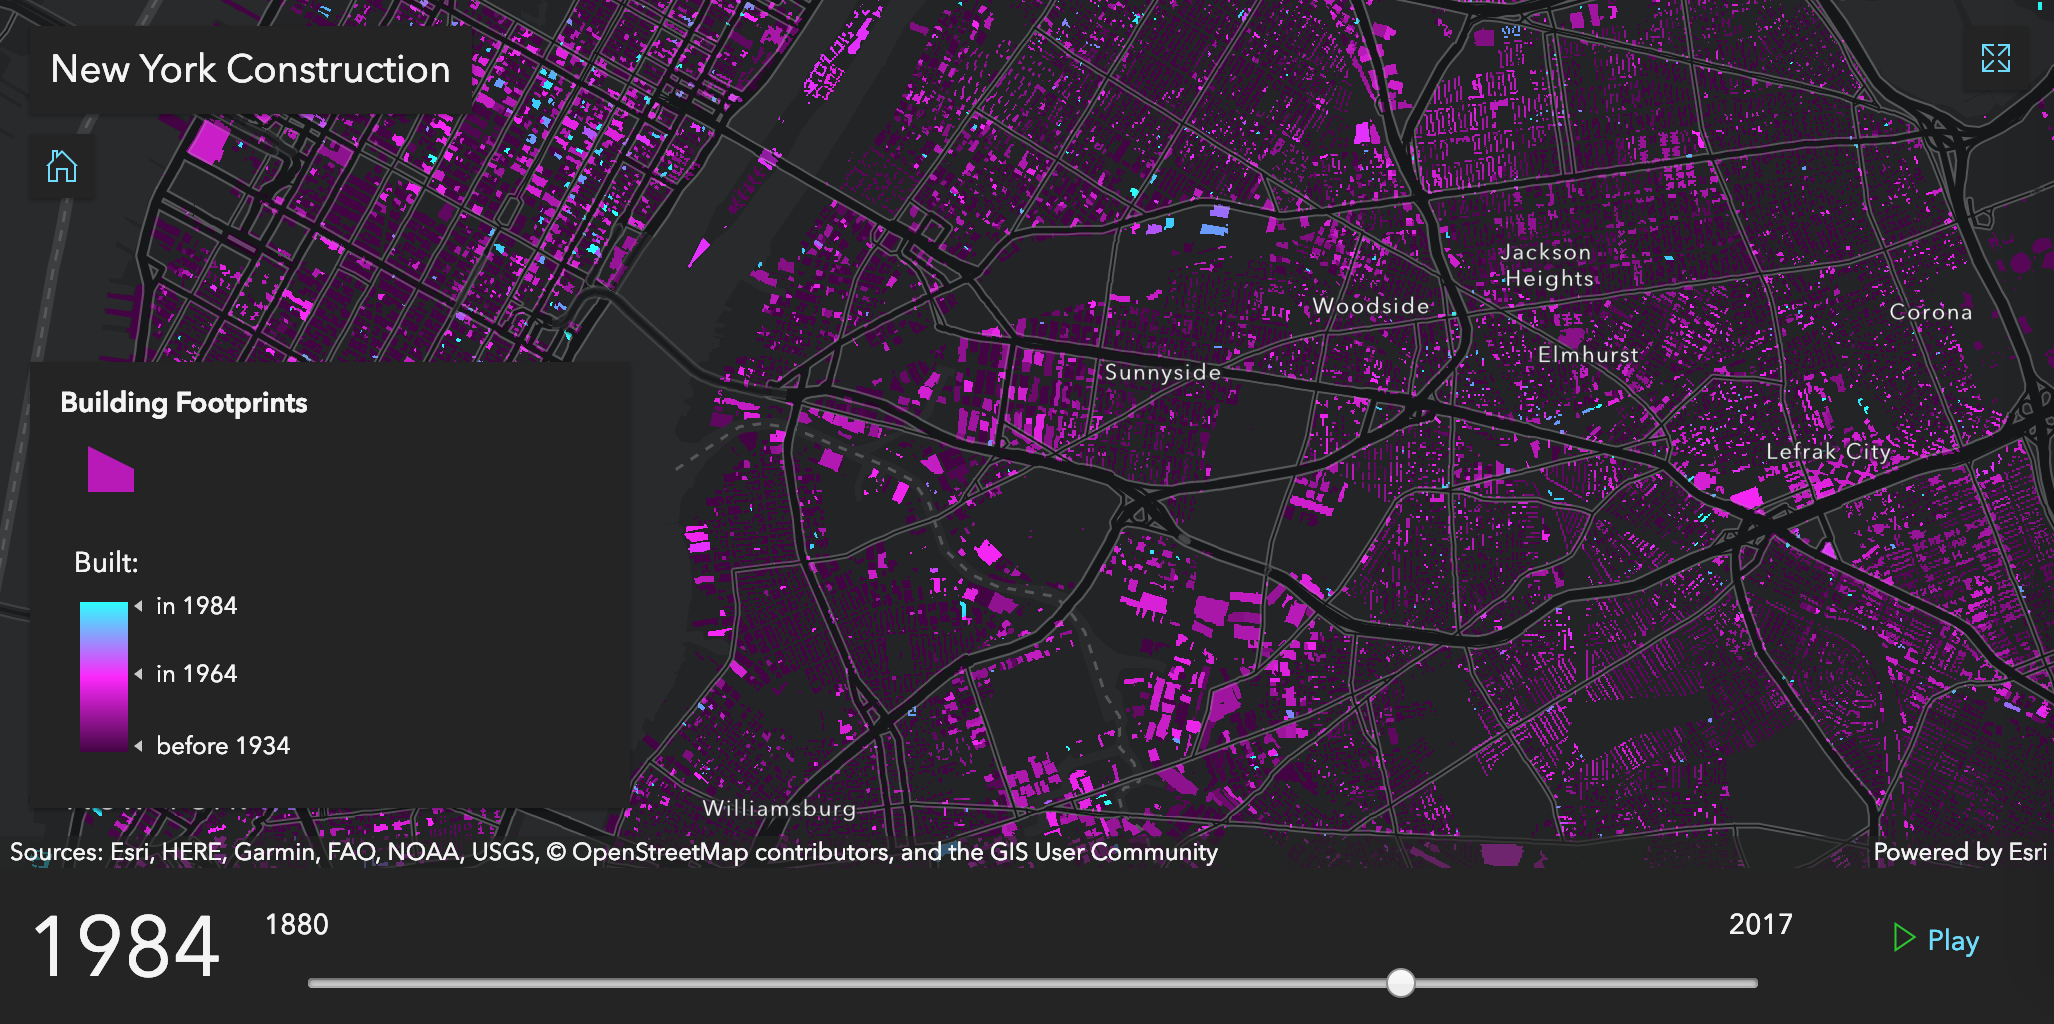 New York Construction
Jackson
Heights
Woodside
Corona
Elmhurst
Sunnyside
Lefrak City
Building Footprints
Built:
in 1984
in 1964
before 1934
Williamsburg
Sources: Esri, HERE, Garmin, FAO, NOAA, USGS, © OpenStreetMap contributors, and the GIS User Community
Powered by Esri
1984
1880
2017
Play